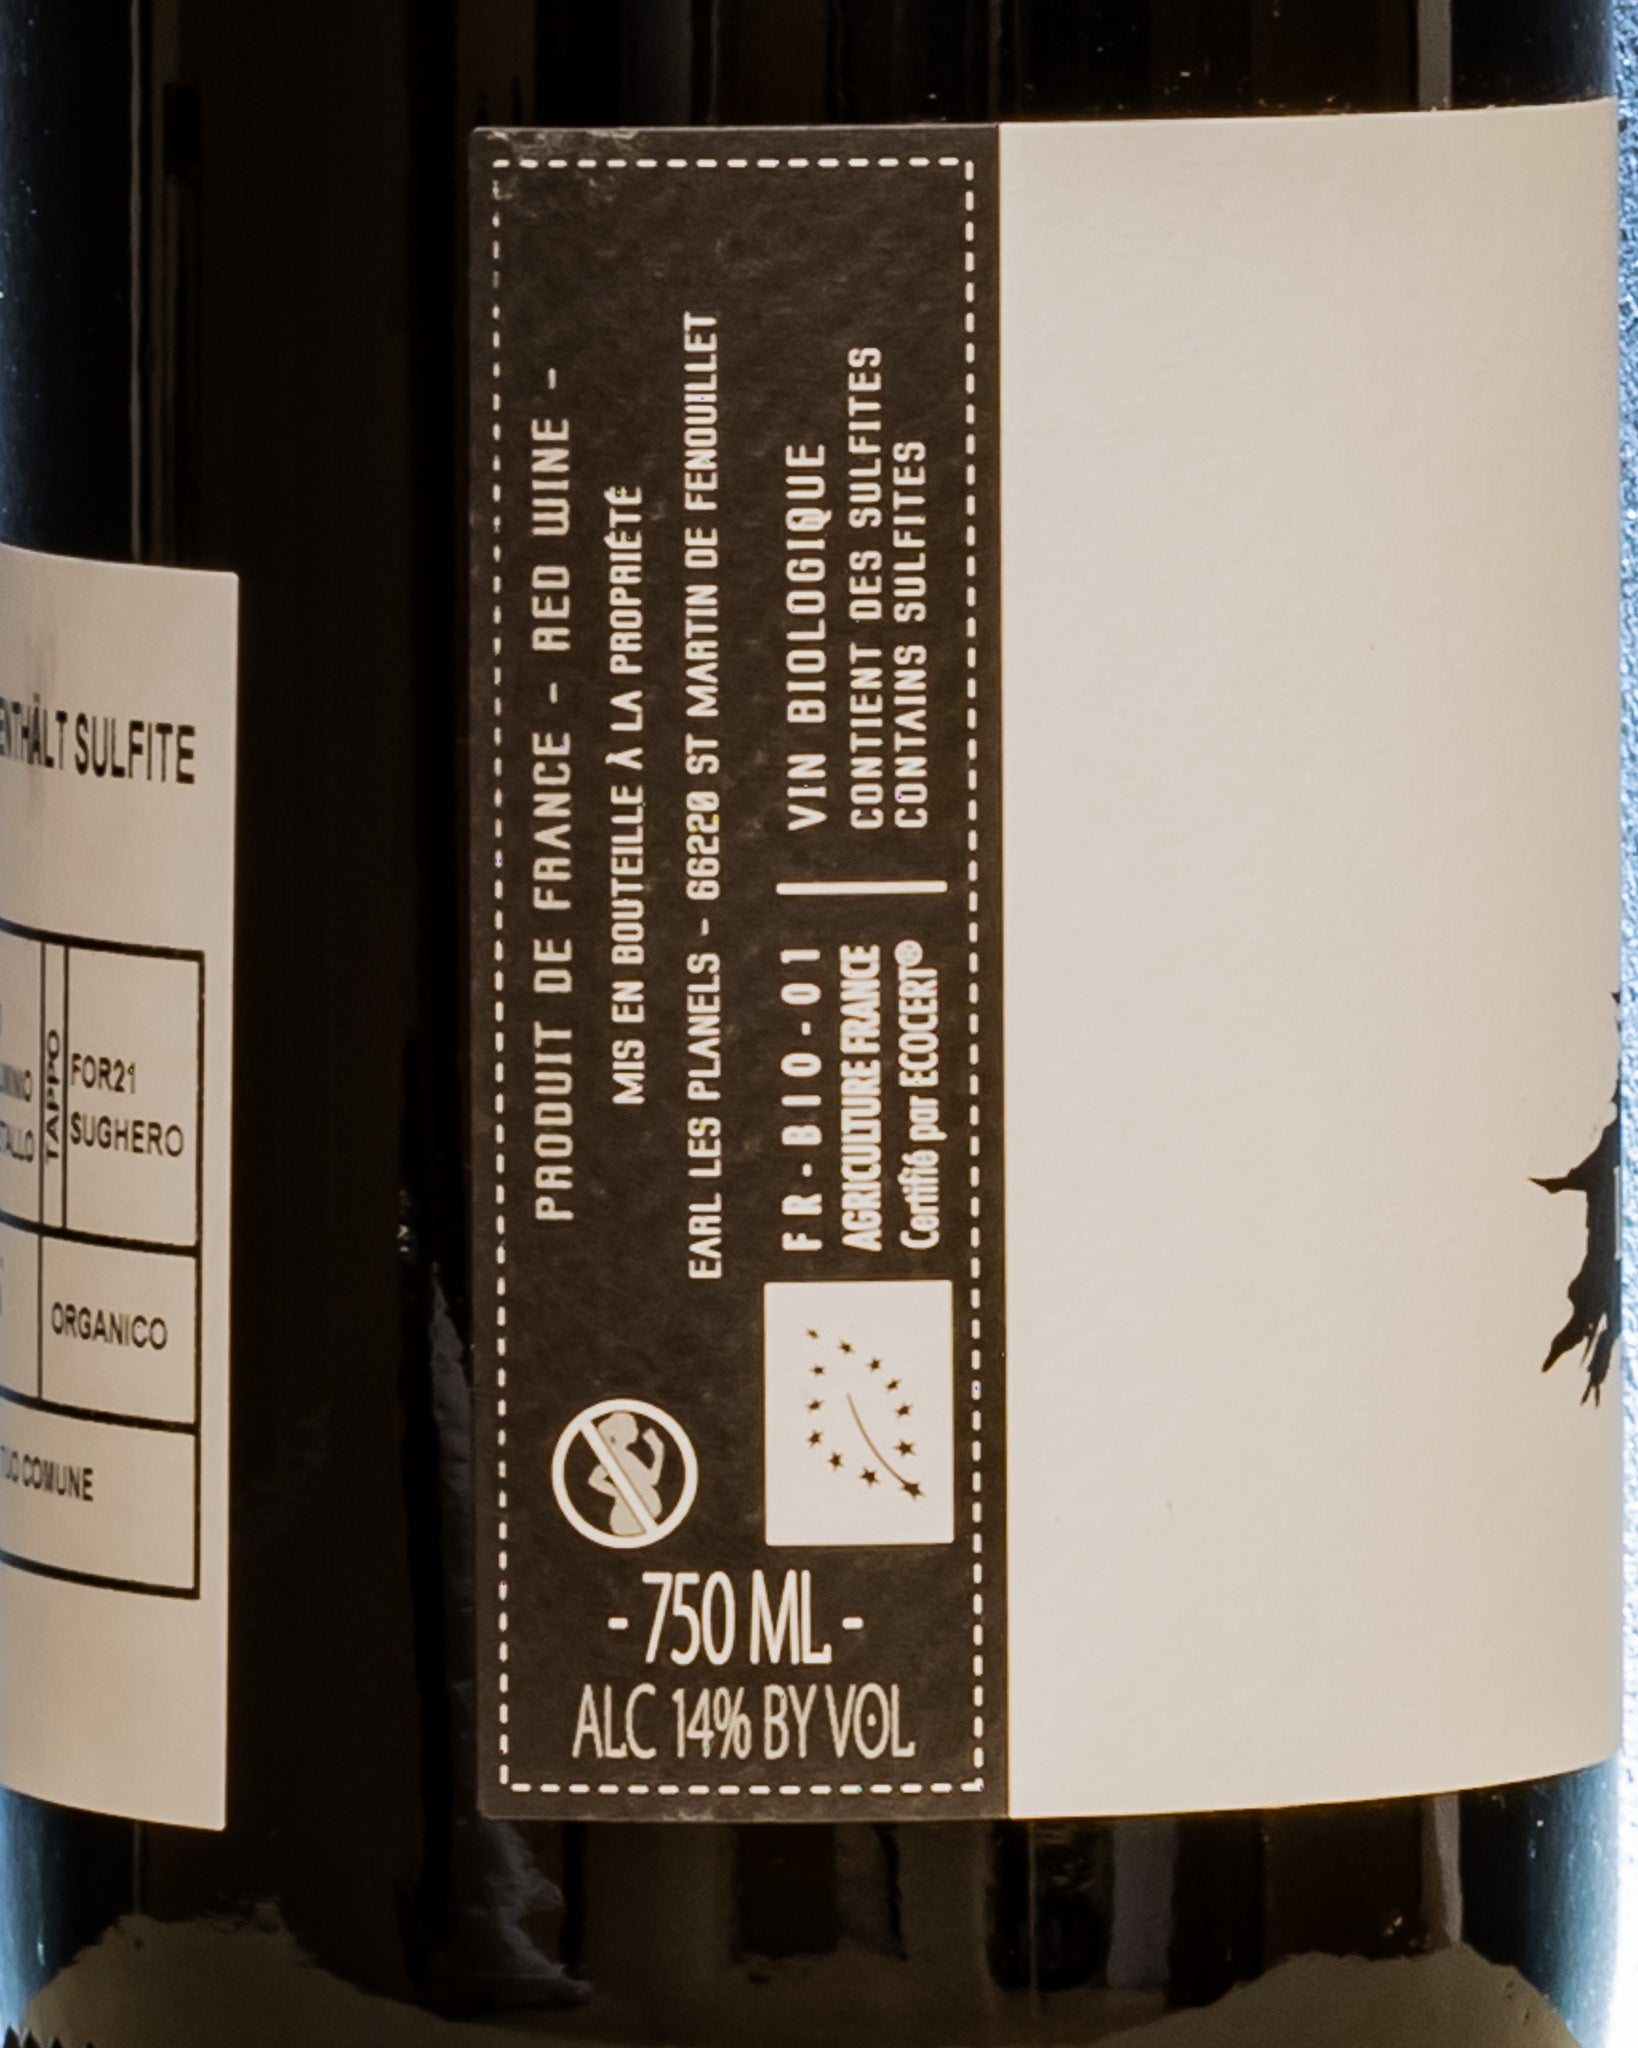 ENTHÄLT SULFITE
TAPPO
FOR21
SUGHERO
ORGANICO
COMUNE
PRODUIT DE FRANCE - RED WINE -
MIS EN BOUTEILLE À LA PROPRIÉTÉ
EARL LES PLANELS - 66220 ST MARTIN DE FENOUILLET
FR-BIO-01
AGRICULTURE FRANCE
Certifié par ECOCERT®
VIN BIOLOGIQUE
CONTIENT DES SULFITES
CONTAINS SULFITES
- 750 ML -
ALC 14% BY VOL